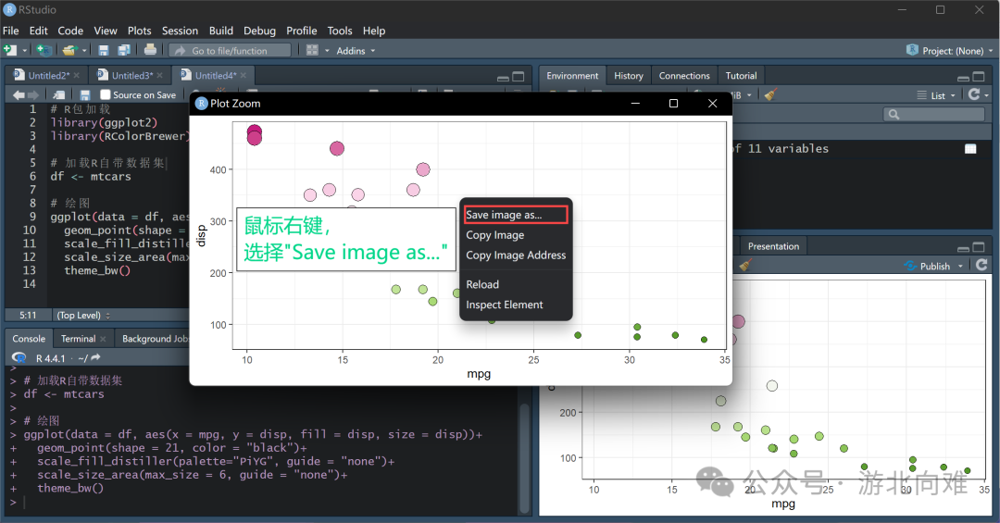 RStudio
File Edit Code View Plots Session Build Debug Profile Tools Help
Go to file/function
Addins
Project: (None)
Untitled2*
Untitled3*
Untitled4*
Source on Save
1 # R包加载
2 library(ggplot2)
3 library(RColorBrewer)
4
5 # 加载R自带数据集
6 df <- mtcars
7
8 # 绘图
9 ggplot(data = df, aes
10 geom_point(shape =
11 scale_fill_distille
12 scale_size_area(max
13 theme_bw()
14
5:11 (Top Level)
Console Terminal Background Jobs
R 4.4.1 · ~/
>
> # 加载R自带数据集
> df <- mtcars
>
> # 绘图
> ggplot(data = df, aes(x = mpg, y = disp, fill = disp, size = disp))+
+ geom_point(shape = 21, color = "black")+
+ scale_fill_distiller(palette="PiYG", guide = "none")+
+ scale_size_area(max_size = 6, guide = "none")+
+ theme_bw()
>
Plot Zoom
400
300
200
100
disp
10 15 20 25 30 35
mpg
鼠标右键，
选择"Save image as..."
Save image as...
Copy Image
Copy Image Address
Reload
Inspect Element
Environment History Connections Tutorial
iB
List
of 11 variables
Presentation
Publish
200
100
10 15 20 25 30 35
mpg
公众号 · 游北向难